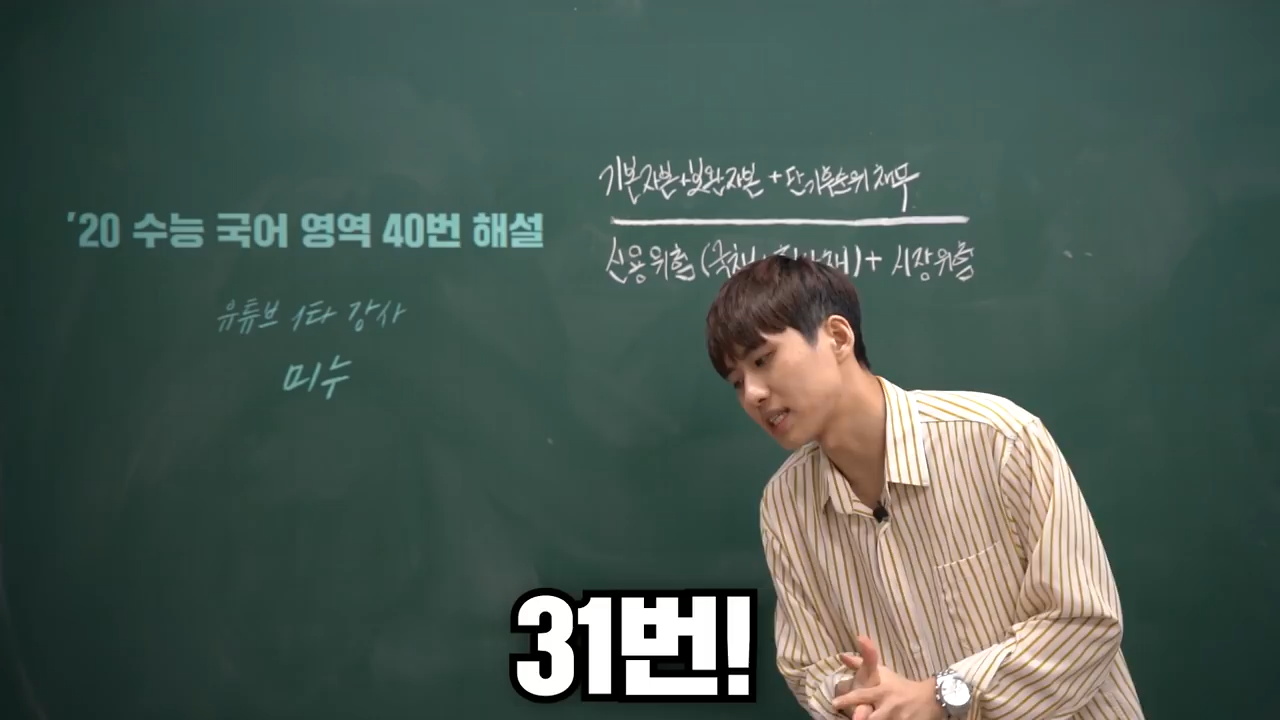 '20 수능 국어 영역 40번 해설
유튜브 1타 강사
미누
기본자본+보완자본+단기후순위채무
신용위험 (국채+회사채)+시장위험
31번!